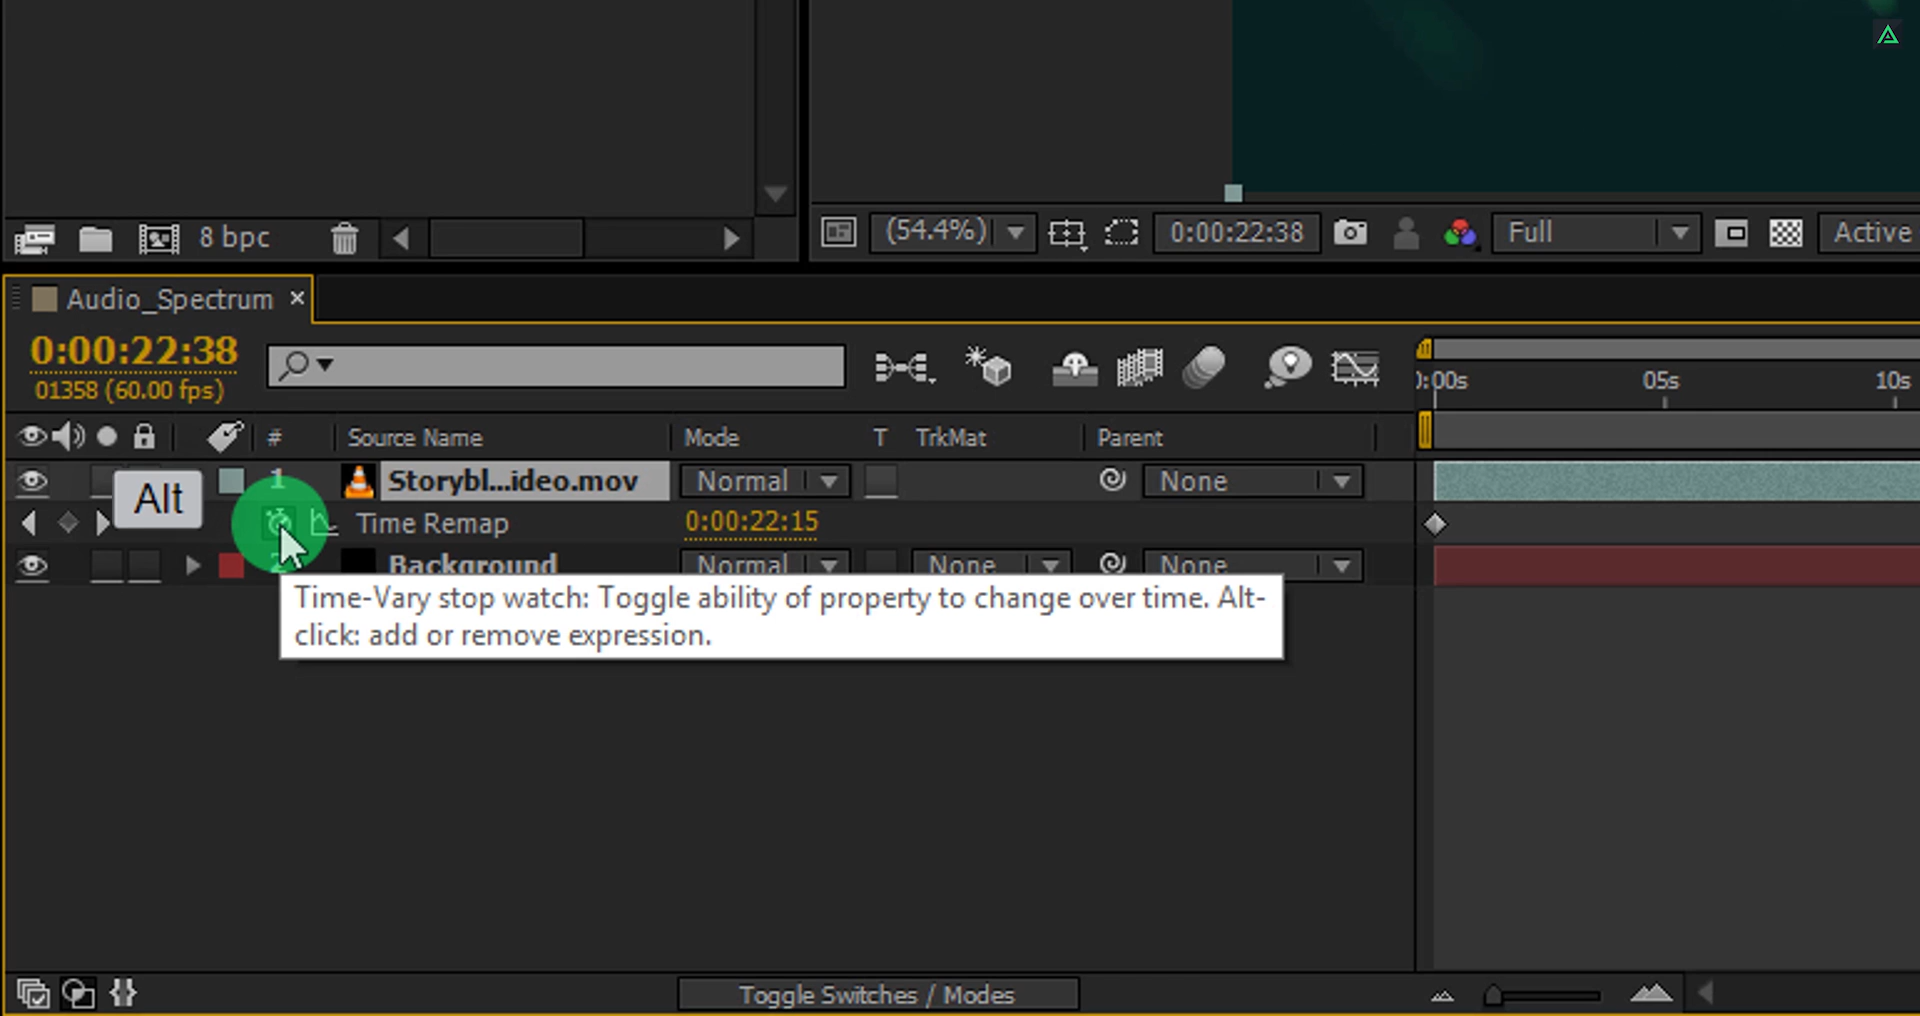 8 bpc
(54.4%)
0:00:22:38
Full
Active
Audio_Spectrum ×
0:00:22:38
01358 (60.00 fps)
0:00s 05s 10s
# Source Name Mode T TrkMat Parent
1 Storybl...ideo.mov Normal None
Alt
Time Remap 0:00:22:15
2 Background Normal None None
Time-Vary stop watch: Toggle ability of property to change over time. Alt-
click: add or remove expression.
Toggle Switches / Modes